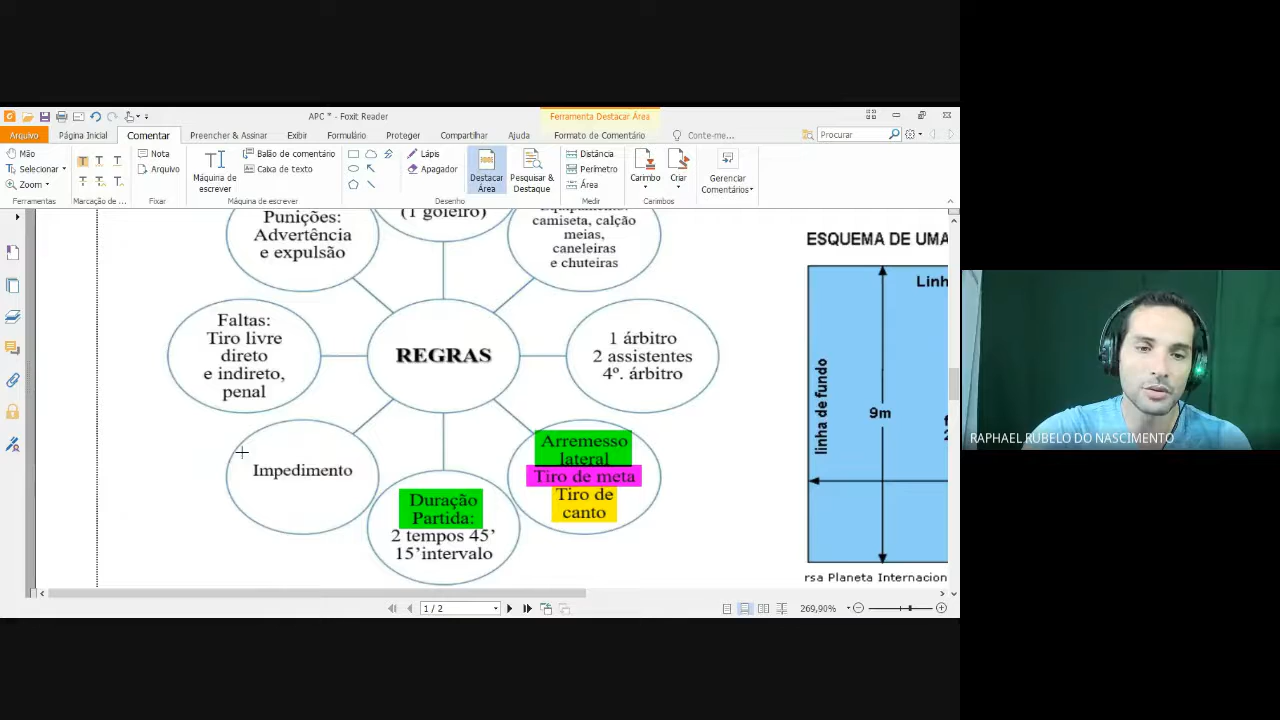 APC * - Foxit Reader
Ferramenta Destacar Área
Arquivo
Página Inicial
Comentar
Preencher & Assinar
Exibir
Formulário
Proteger
Compartilhar
Ajuda
Formato de Comentário
Conte-me...
Procurar
Mão
Selecionar
Zoom
Ferramentas
Marcação de ...
Nota
Arquivo
Fixar
Máquina de escrever
Balão de comentário
Caixa de texto
Máquina de escrever
Lápis
Apagador
Desenho
Destacar Área
Pesquisar & Destaque
Distância
Perímetro
Área
Medir
Carimbo
Criar
Carimbos
Gerenciar Comentários
Punições:
Advertência
e expulsão
(1 goleiro)
camiseta, calção
meias,
caneleiras
e chuteiras
Faltas:
Tiro livre
direto
e indireto,
penal
REGRAS
1 árbitro
2 assistentes
4º. árbitro
Impedimento
Duração
Partida:
2 tempos 45’
15’intervalo
Arremesso
lateral
Tiro de meta
Tiro de
canto
ESQUEMA DE UMA
Linh
linha de fundo
9m
rsa Planeta Internacion
1 / 2
269,90%
RAPHAEL RUBELO DO NASCIMENTO